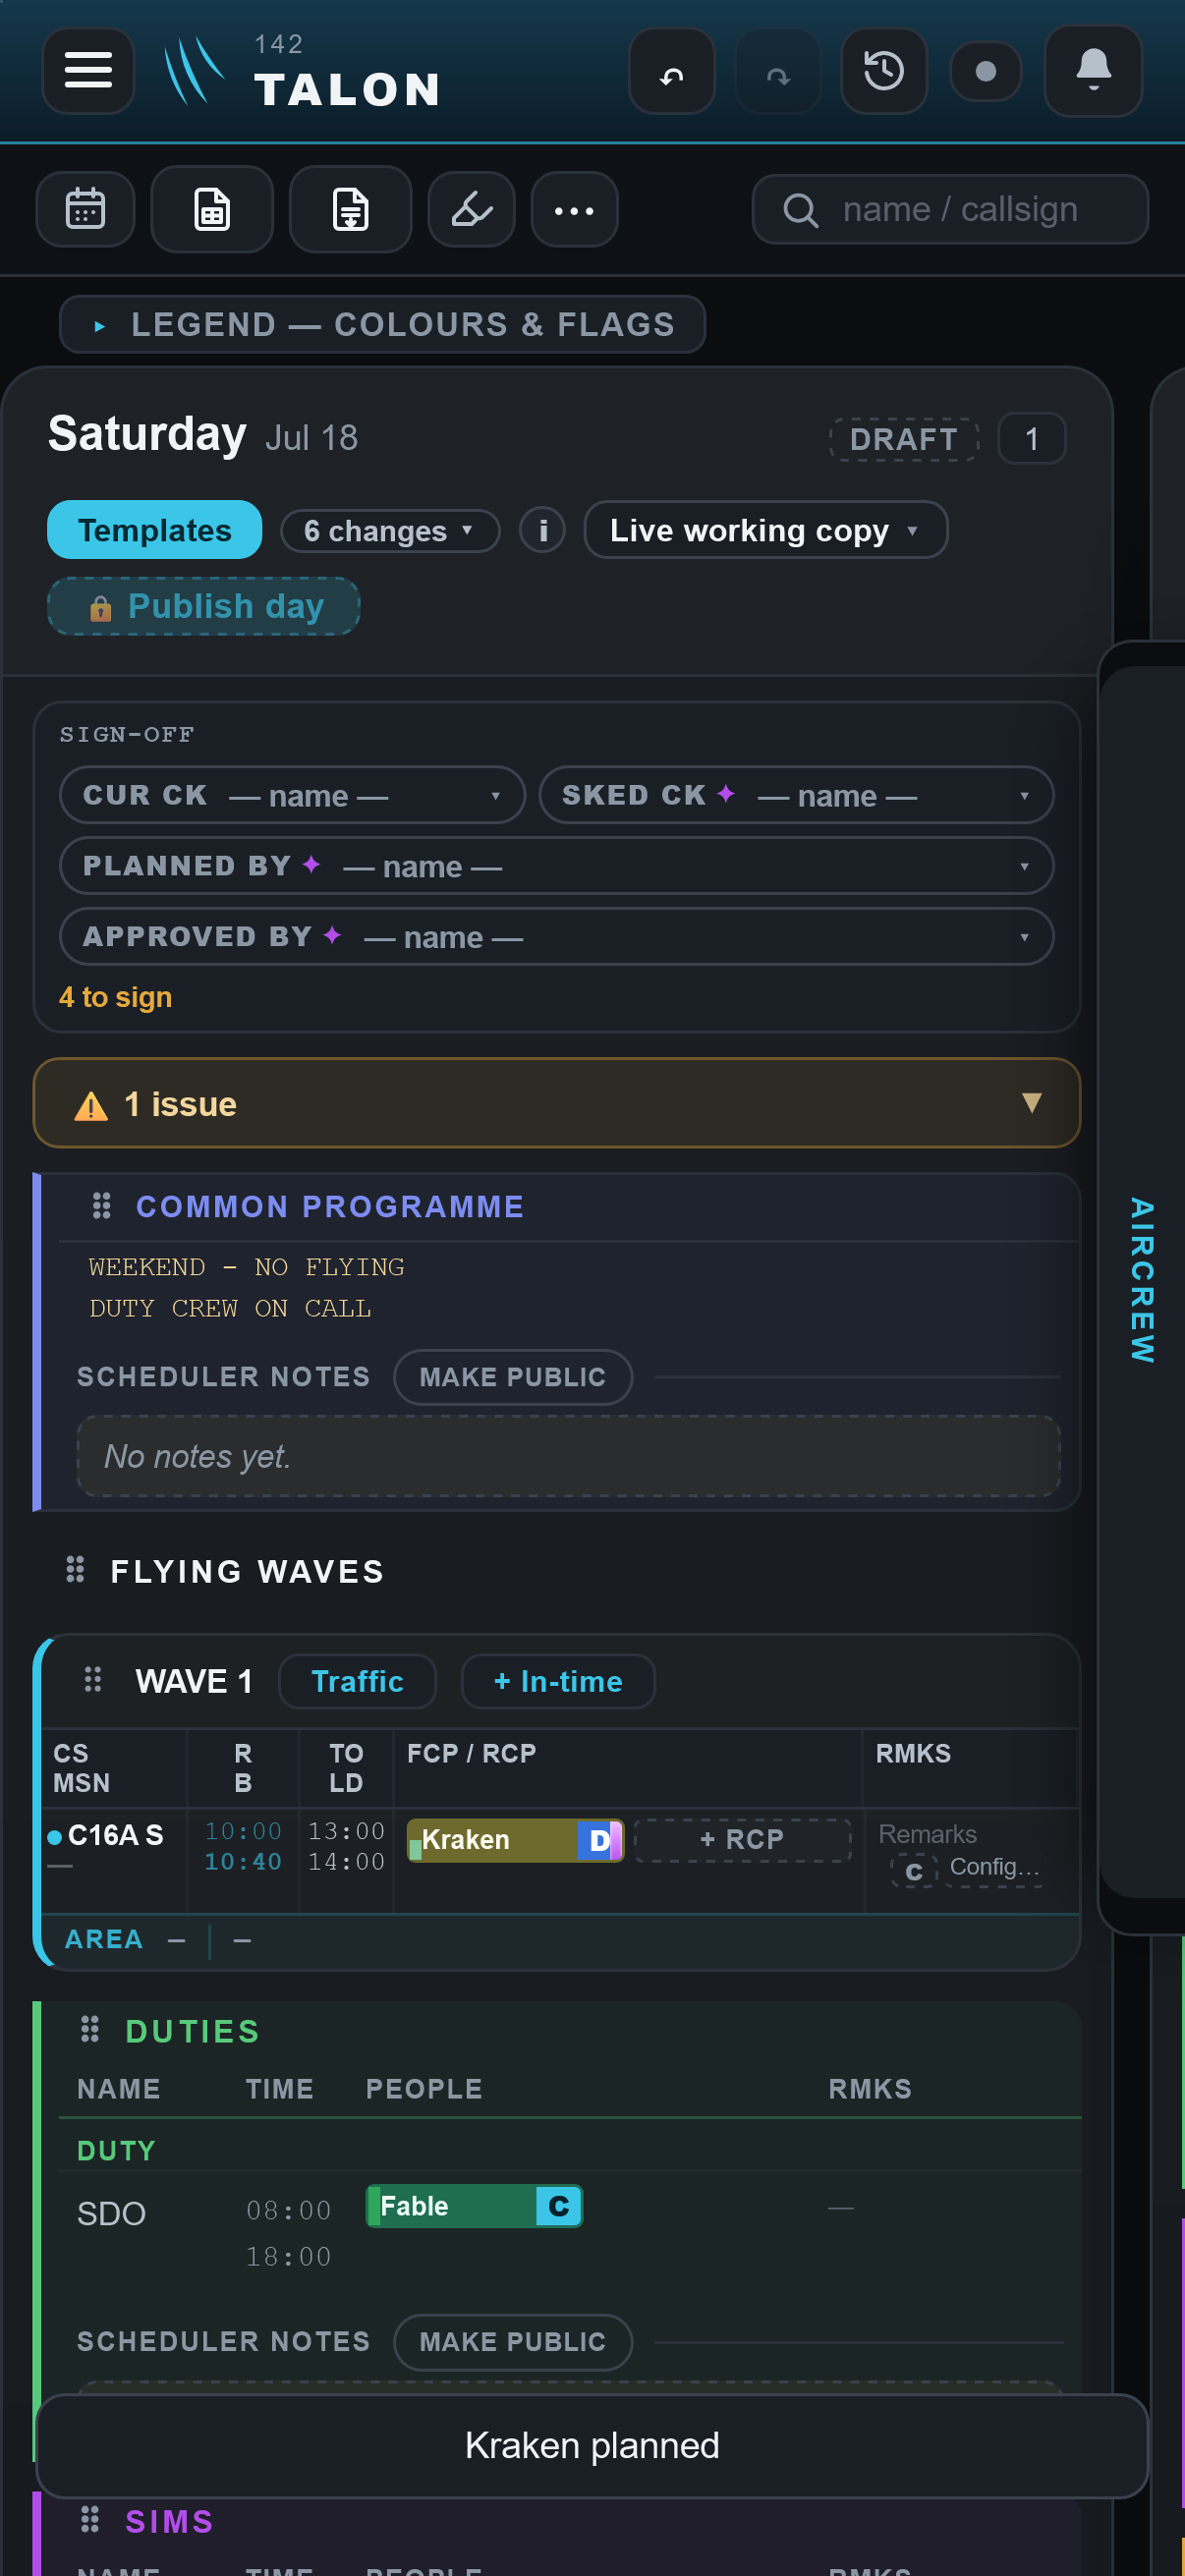 142
TALON
name / callsign
▸ LEGEND — COLOURS & FLAGS
Saturday Jul 18 DRAFT 1
Templates 6 changes ▾ i Live working copy ▾
Publish day
SIGN-OFF
CUR CK — name — ▾ SKED CK ✦ — name — ▾
PLANNED BY ✦ — name — ▾
APPROVED BY ✦ — name — ▾
4 to sign
1 issue ▼
COMMON PROGRAMME
WEEKEND – NO FLYING
DUTY CREW ON CALL
SCHEDULER NOTES MAKE PUBLIC
No notes yet.
AIRCREW
FLYING WAVES
WAVE 1 Traffic + In-time
CS R TO FCP / RCP RMKS
MSN B LD
C16A S 10:00 13:00 Kraken D + RCP Remarks
— 10:40 14:00 C Config…
AREA — —
DUTIES
NAME TIME PEOPLE RMKS
DUTY
SDO 08:00 Fable C —
18:00
SCHEDULER NOTES MAKE PUBLIC
Kraken planned
SIMS
NAME TIME PEOPLE RMKS